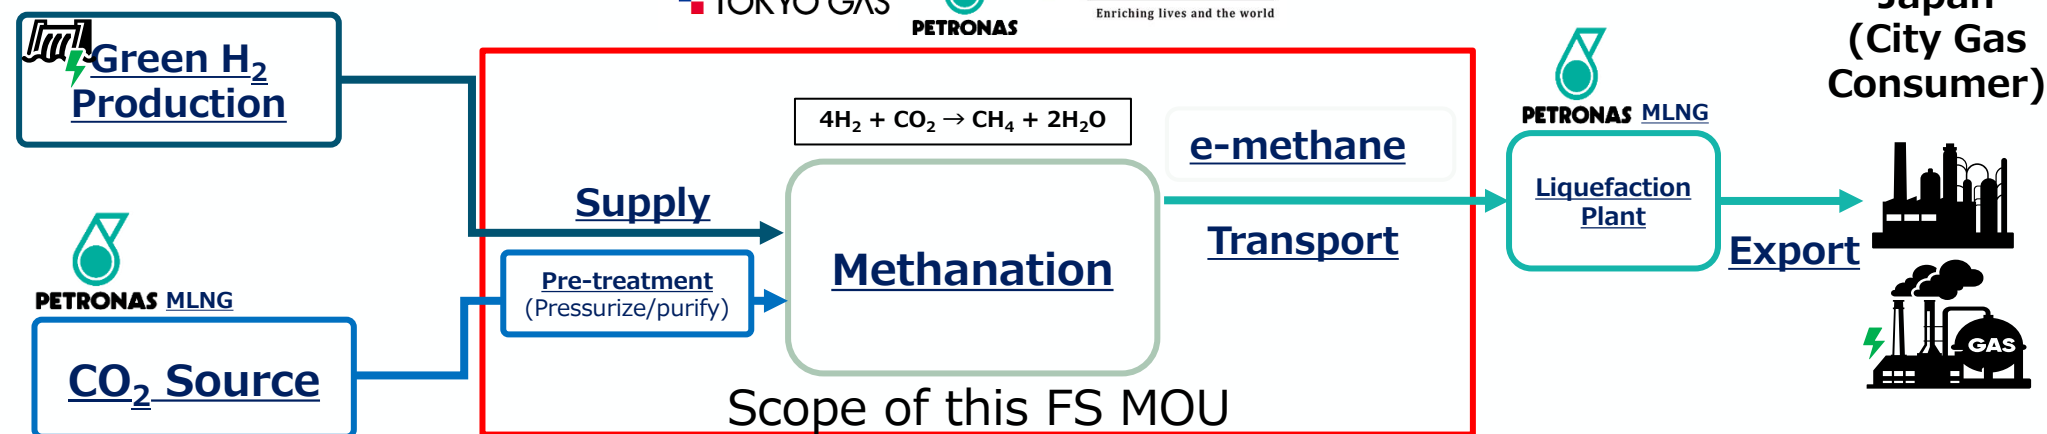 TOKYO GAS
PETRONAS
Enriching lives and the world
Japan
(City Gas
Consumer)
Green H₂
Production
4H₂ + CO₂ → CH₄ + 2H₂O
e-methane
PETRONAS MLNG
Liquefaction
Plant
Supply
Transport
Export
Methanation
Pre-treatment
(Pressurize/purify)
PETRONAS MLNG
CO₂ Source
GAS
Scope of this FS MOU